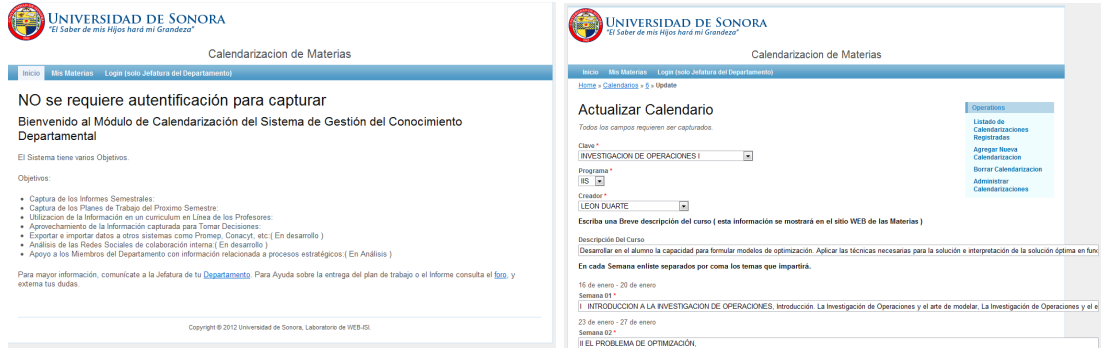 UNIVERSIDAD DE SONORA
"El Saber de mis Hijos hará mi Grandeza"
Calendarizacion de Materias
Inicio Mis Materias Login (solo Jefatura del Departamento)
NO se requiere autentificación para capturar
Bienvenido al Módulo de Calendarización del Sistema de Gestión del Conocimiento
Departamental
El Sistema tiene varios Objetivos.
Objetivos:
• Captura de los Informes Semestrales:
• Captura de los Planes de Trabajo del Proximo Semestre:
• Utilizacion de la Información en un curriculum en Línea de los Profesores:
• Aprovechamiento de la Información capturada para Tomar Decisiones:
• Exportar e importar datos a otros sistemas como Promep, Conacyt, etc:( En desarrollo )
• Análisis de las Redes Sociales de colaboración interna:( En desarrollo )
• Apoyo a los Miembros del Departamento con información relacionada a procesos estratégicos:( En Análisis )
Para mayor información, comunícate a la Jefatura de tu Departamento. Para Ayuda sobre la entrega del plan de trabajo o el Informe consulta el foro, y
externa tus dudas.
Copyright © 2012 Universidad de Sonora, Laboratorio de WEB-ISI.
UNIVERSIDAD DE SONORA
"El Saber de mis Hijos hará mi Grandeza"
Calendarizacion de Materias
Inicio Mis Materias Login (solo Jefatura del Departamento)
Home » Calendarios » 6 » Update
Actualizar Calendario
Todos los campos requieren ser capturados.
Clave *
INVESTIGACION DE OPERACIONES I
Programa *
IIS
Creador *
LEON DUARTE
Escriba una Breve descripción del curso ( esta información se mostrará en el sitio WEB de las Materias )
Descripción Del Curso
Desarrollar en el alumno la capacidad para formular modelos de optimización. Aplicar las técnicas necesarias para la solución e interpretación de la solución óptima en func
En cada Semana enliste separados por coma los temas que impartirá.
16 de enero - 20 de enero
Semana 01 *
I INTRODUCCION A LA INVESTIGACION DE OPERACIONES, Introducción. La Investigación de Operaciones y el arte de modelar, La Investigación de Operaciones y el e
23 de enero - 27 de enero
Semana 02 *
II EL PROBLEMA DE OPTIMIZACIÓN,
Operations
Listado de
Calendarizaciones
Registradas
Agregar Nueva
Calendarizacion
Borrar Calendarizacion
Administrar
Calendarizaciones